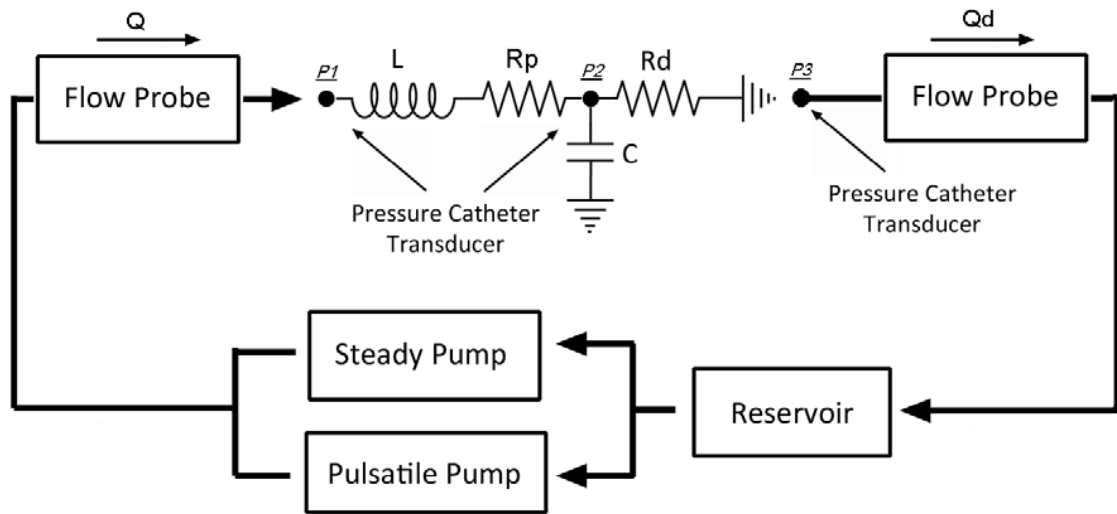 Q
Qd
Flow Probe
P1
L
Rp
P2
Rd
P3
Flow Probe
C
Pressure Catheter
Transducer
Pressure Catheter
Transducer
Steady Pump
Reservoir
Pulsatile Pump